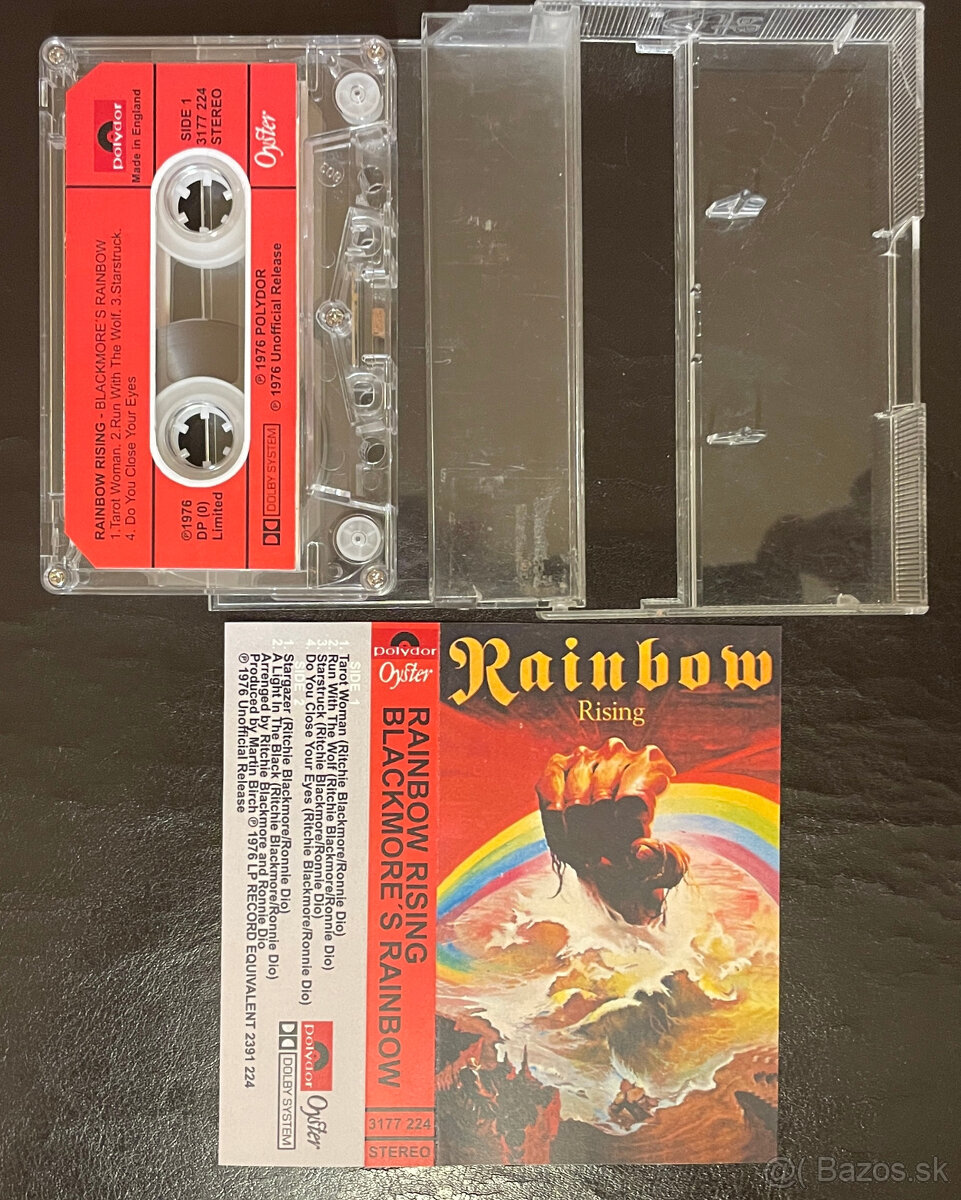 polydor
Made in England
SIDE 1
3177 224
STEREO
Oyster
RAINBOW RISING - BLACKMORE´S RAINBOW
1.Tarot Woman. 2.Run With The Wolf. 3.Starstruck.
4. Do You Close Your Eyes
℗ 1976 POLYDOR
℗ 1976 Unofficial Release
℗1976
DP (0)
Limited
DOLBY SYSTEM
SIDE 1
1. Tarot Woman (Ritchie Blackmore/Ronnie Dio)
2. Run With The Wolf (Ritchie Blackmore/Ronnie Dio)
3. Starstruck (Ritchie Blackmore/Ronnie Dio)
4. Do You Close Your Eyes (Ritchie Blackmore/Ronnie Dio)
SIDE 2
1. Stargazer (Ritchie Blackmore/Ronnie Dio)
2. A Light In The Black (Ritchie Blackmore/Ronnie Dio)
Arranged by Ritchie Blackmore and Ronnie Dio
Produced by Martin Birch ℗ 1976 LP RECORD EQUIVALENT 2391 224
℗ 1976 Unofficial Release
polydor
Oyster
DOLBY SYSTEM
polydor
Oyster
RAINBOW RISING
BLACKMORE´S RAINBOW
3177 224
STEREO
Rainbow
Rising
Bazos.sk